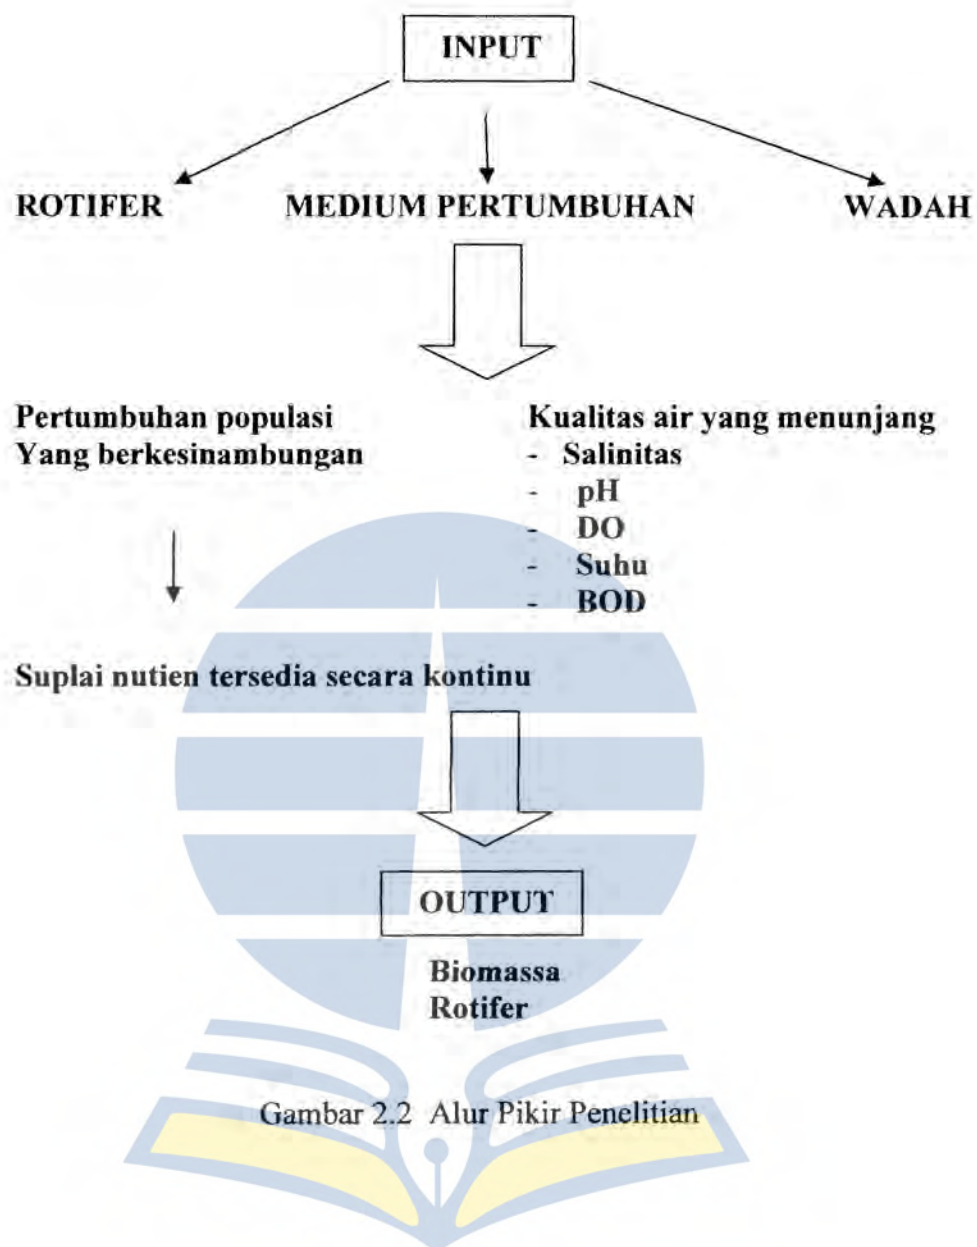 INPUT
ROTIFER MEDIUM PERTUMBUHAN WADAH
Pertumbuhan populasi
Yang berkesinambungan
Kualitas air yang menunjang
- Salinitas
- pH
- DO
- Suhu
- BOD
Suplai nutien tersedia secara kontinu
OUTPUT
Biomassa
Rotifer
Gambar 2.2 Alur Pikir Penelitian